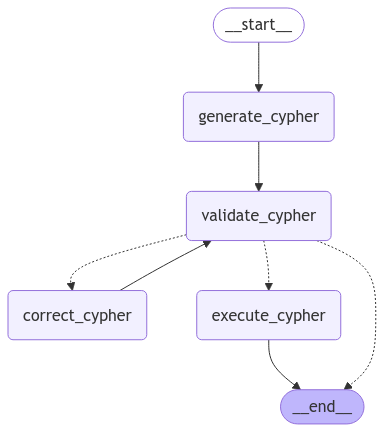 __start__
generate_cypher
validate_cypher
correct_cypher
execute_cypher
__end__